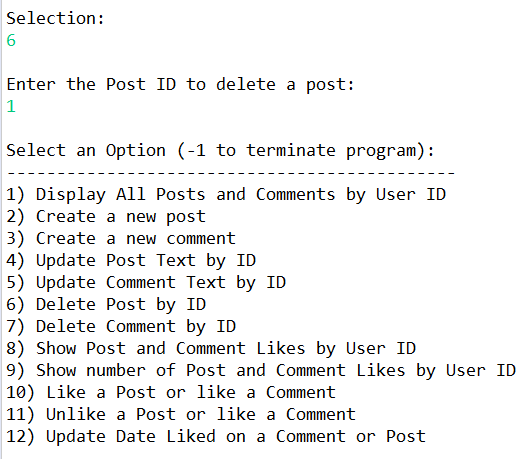 Selection:
6
Enter the Post ID to delete a post:
1
Select an Option (-1 to terminate program):
---------------------------------------------
1) Display All Posts and Comments by User ID
2) Create a new post
3) Create a new comment
4) Update Post Text by ID
5) Update Comment Text by ID
6) Delete Post by ID
7) Delete Comment by ID
8) Show Post and Comment Likes by User ID
9) Show number of Post and Comment Likes by User ID
10) Like a Post or like a Comment
11) Unlike a Post or like a Comment
12) Update Date Liked on a Comment or Post